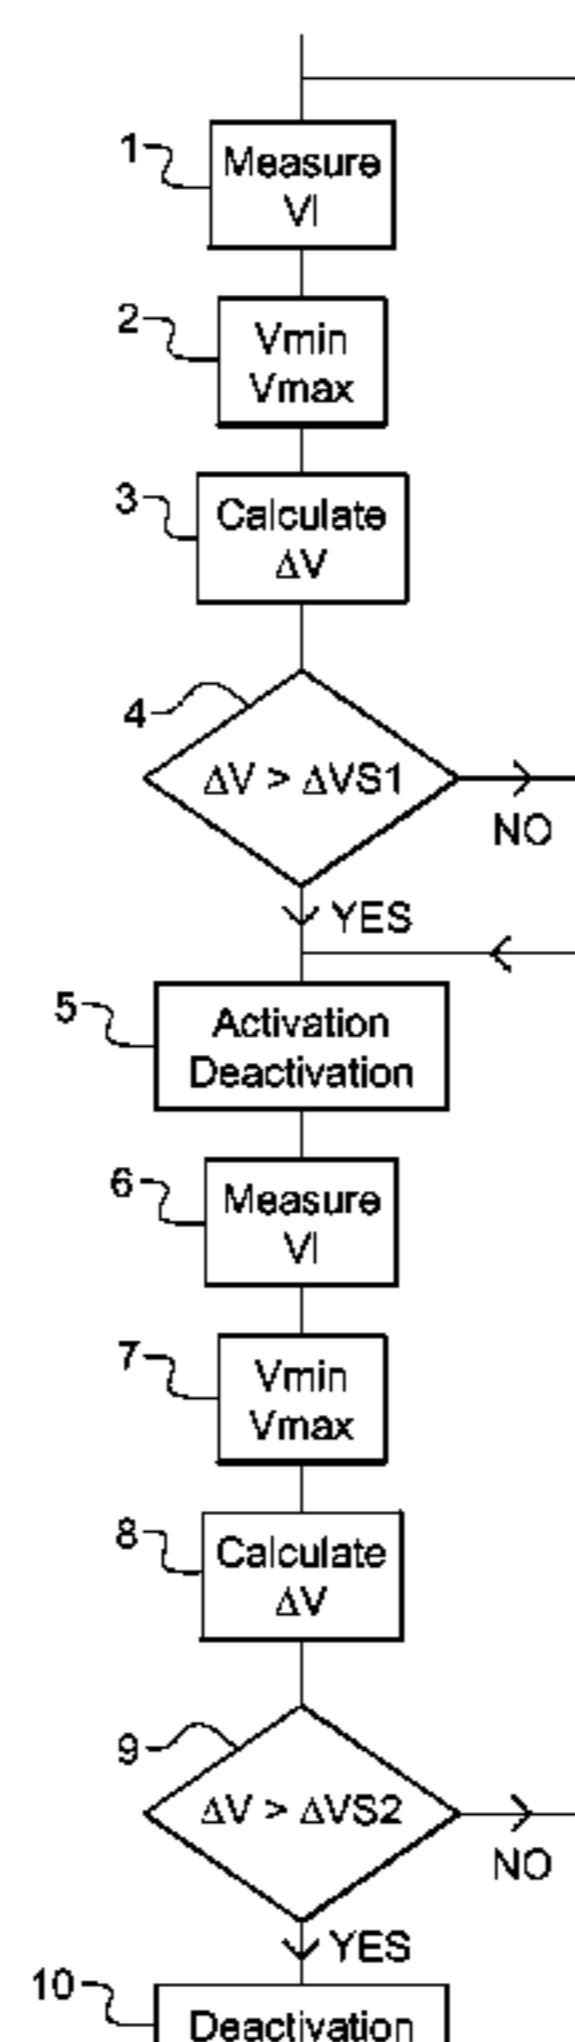 1
Measure
VI
2
Vmin
Vmax
3
Calculate
ΔV
4
ΔV > ΔVS1
NO
YES
5
Activation
Deactivation
6
Measure
VI
7
Vmin
Vmax
8
Calculate
ΔV
9
ΔV > ΔVS2
NO
YES
10
Deactivation